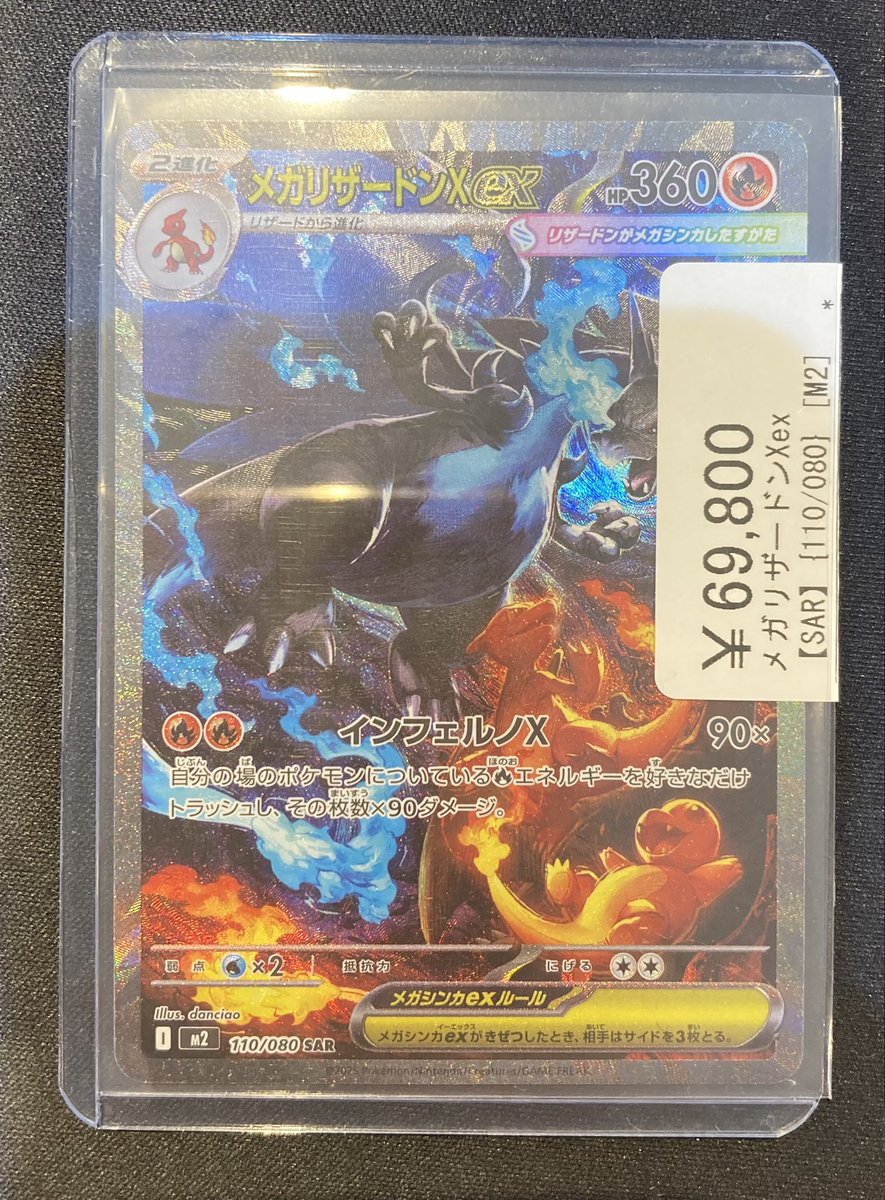 2進化
メガリザードンXex
HP360
リザードから進化
リザードンがメガシンカしたすがた
*
¥69,800
メガリザードンXex
【SAR】 {110/080} [M2]
インフェルノX 90×
自分の場のポケモンについているエネルギーを好きなだけ
トラッシュし、その枚数×90ダメージ。
弱点 ×2 抵抗力 にげる
メガシンカexルール
メガシンカexがきぜつしたとき、相手はサイドを3枚とる。
Illus. danciao
I M2 110/080 SAR
©2025 Pokémon/Nintendo/Creatures/GAME FREAK